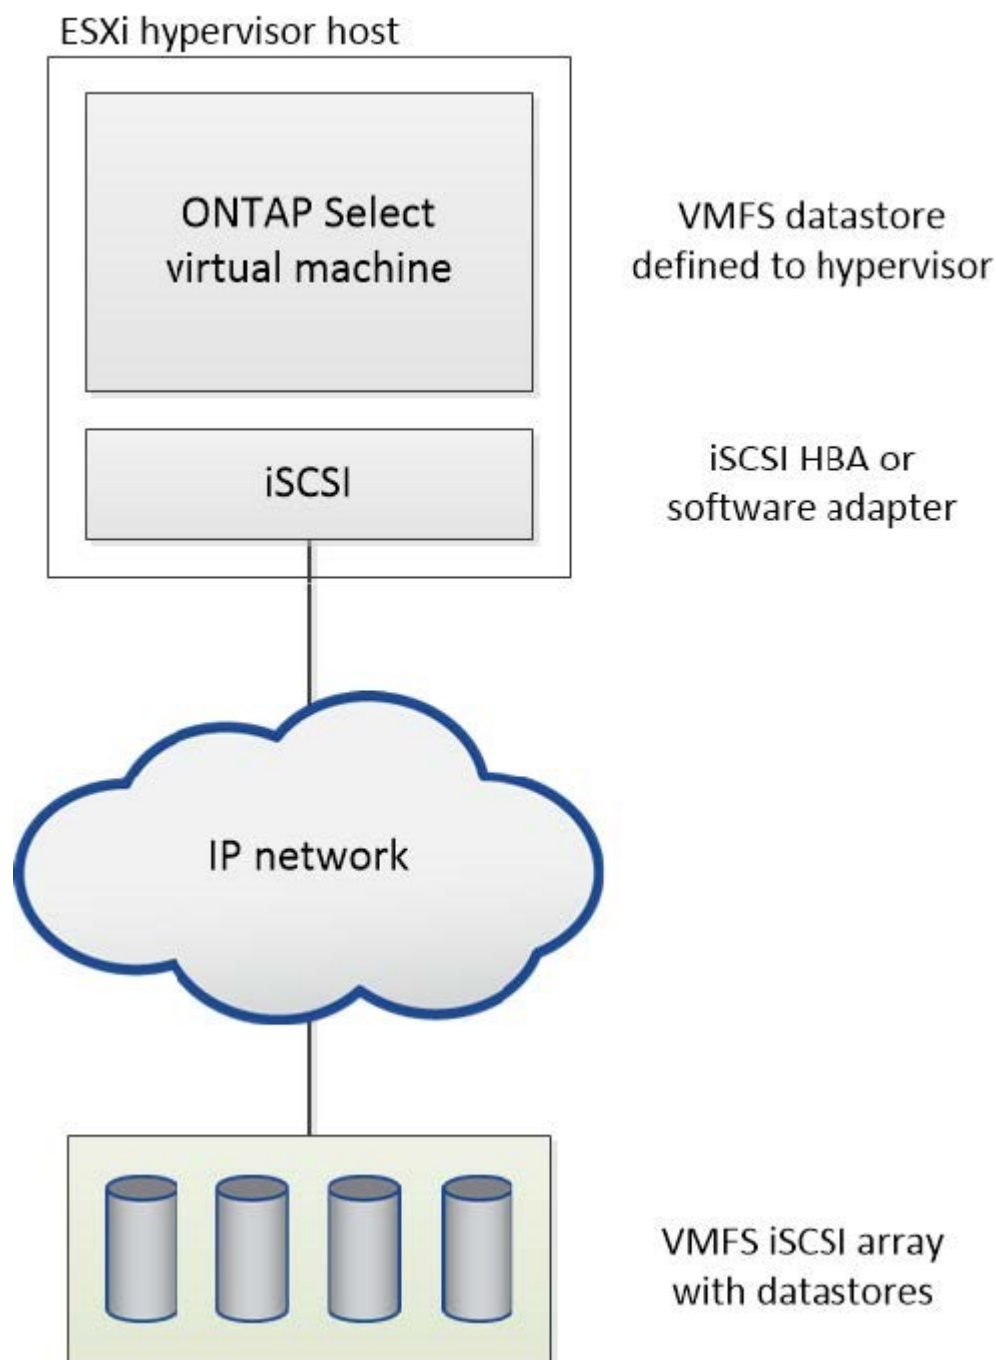 ESXi hypervisor host
ONTAP Select
virtual machine
VMFS datastore
defined to hypervisor
iSCSI
iSCSI HBA or
software adapter
IP network
VMFS iSCSI array
with datastores